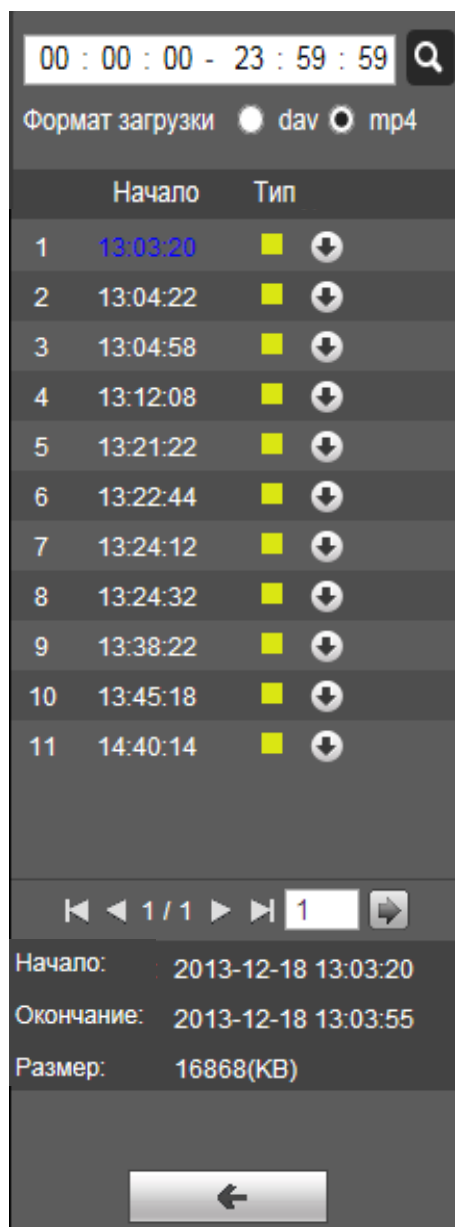 00 : 00 : 00 - 23 : 59 : 59
Формат загрузки dav mp4
Начало Тип
1 13:03:20
2 13:04:22
3 13:04:58
4 13:12:08
5 13:21:22
6 13:22:44
7 13:24:12
8 13:24:32
9 13:38:22
10 13:45:18
11 14:40:14
1 / 1 1
Начало: 2013-12-18 13:03:20
Окончание: 2013-12-18 13:03:55
Размер: 16868(KB)